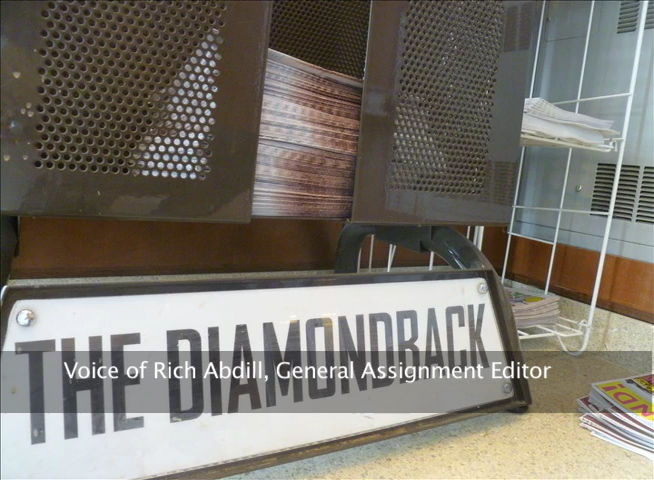 THE DIAMONDBACK
Voice of Rich Abdill, General Assignment Editor